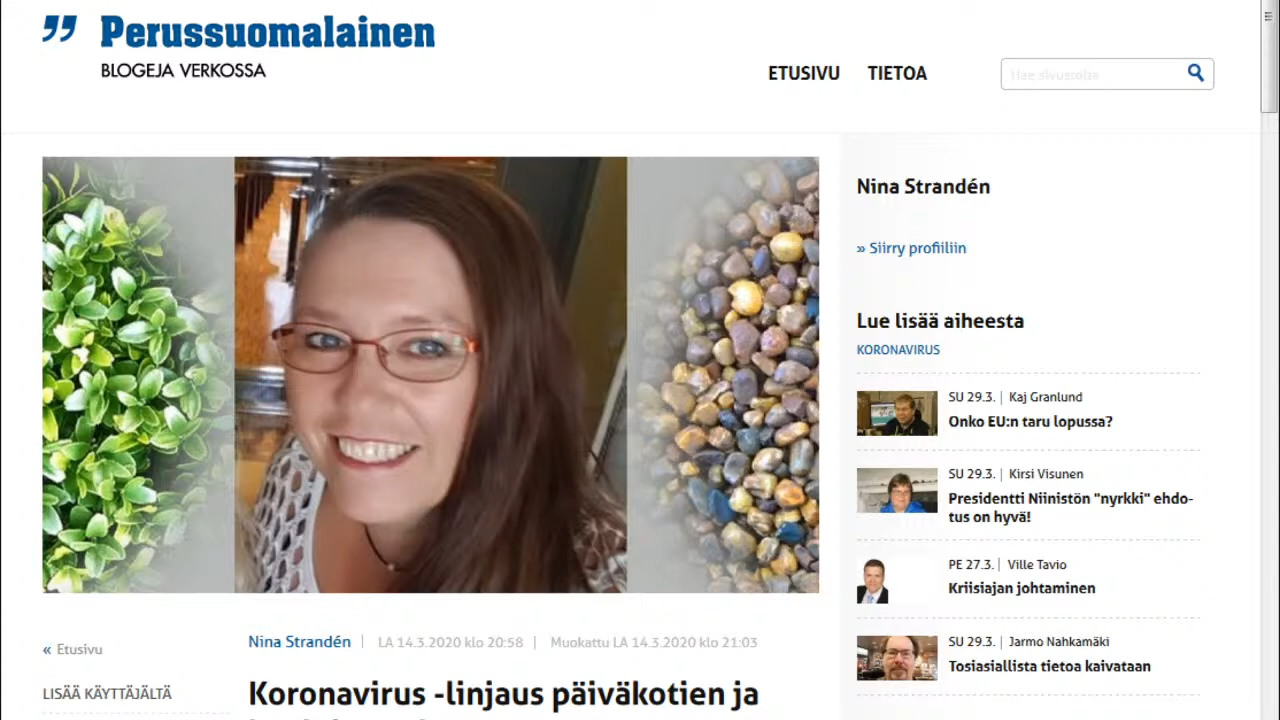 ” Perussuomalainen
BLOGEJA VERKOSSA
ETUSIVU TIETOA
Hae sivustolta
Nina Strandén
» Siirry profiiliin
Lue lisää aiheesta
KORONAVIRUS
SU 29.3. | Kaj Granlund
Onko EU:n taru lopussa?
SU 29.3. | Kirsi Visunen
Presidentti Niinistön "nyrkki" ehdo-
tus on hyvä!
PE 27.3. | Ville Tavio
Kriisiajan johtaminen
SU 29.3. | Jarmo Nahkamäki
Tosiasiallista tietoa kaivataan
« Etusivu
LISÄÄ KÄYTTÄJÄLTÄ
Nina Strandén | LA 14.3.2020 klo 20:58 | Muokattu LA 14.3.2020 klo 21:03
Koronavirus -linjaus päiväkotien ja